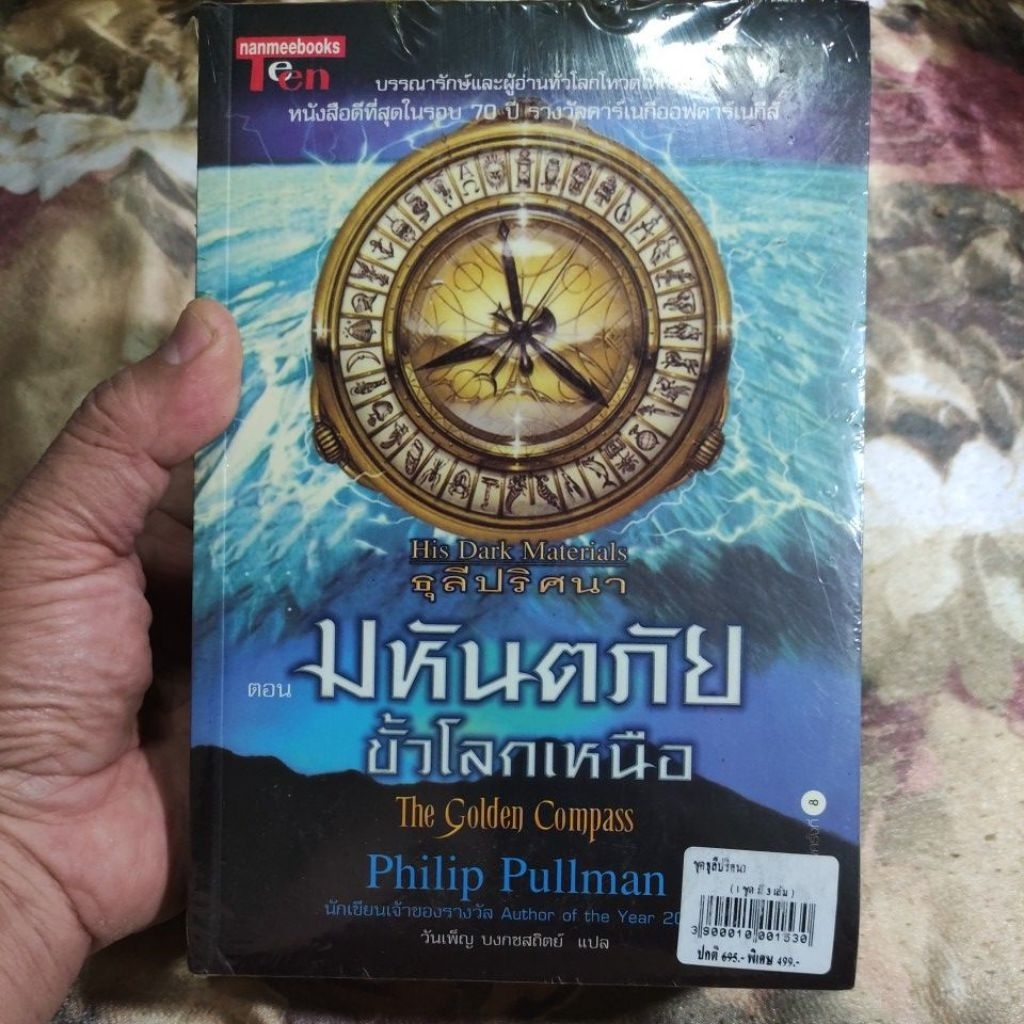 nanmeebooks
Teen
บรรณารักษ์และผู้อ่านทั่วโลกโหวตให้
หนังสือดีที่สุดในรอบ 70 ปี รางวัลคาร์เนกีออฟคาร์เนกีส์
His Dark Materials
ธุลีปริศนา
ตอน มหันตภัย
ขั้วโลกเหนือ
The Golden Compass
Philip Pullman
นักเขียนเจ้าของรางวัล Author of the Year 20
วันเพ็ญ บงกชสถิตย์ แปล
8
ชุดธุลีปริศนา
( 1 ชุด มี 3 เล่ม )
3 900010 001530
ปกติ 695.- พิเศษ 499.-